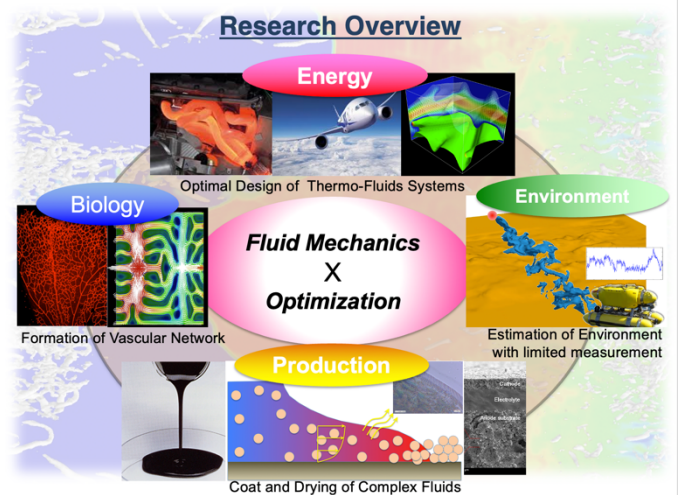 Research Overview
Energy
Optimal Design of Thermo-Fluids Systems
Biology
Environment
Fluid Mechanics
X
Optimization
Formation of Vascular Network
Estimation of Environment
with limited measurement
Production
Cathode
Electrolyte
Anode substrate
Coat and Drying of Complex Fluids